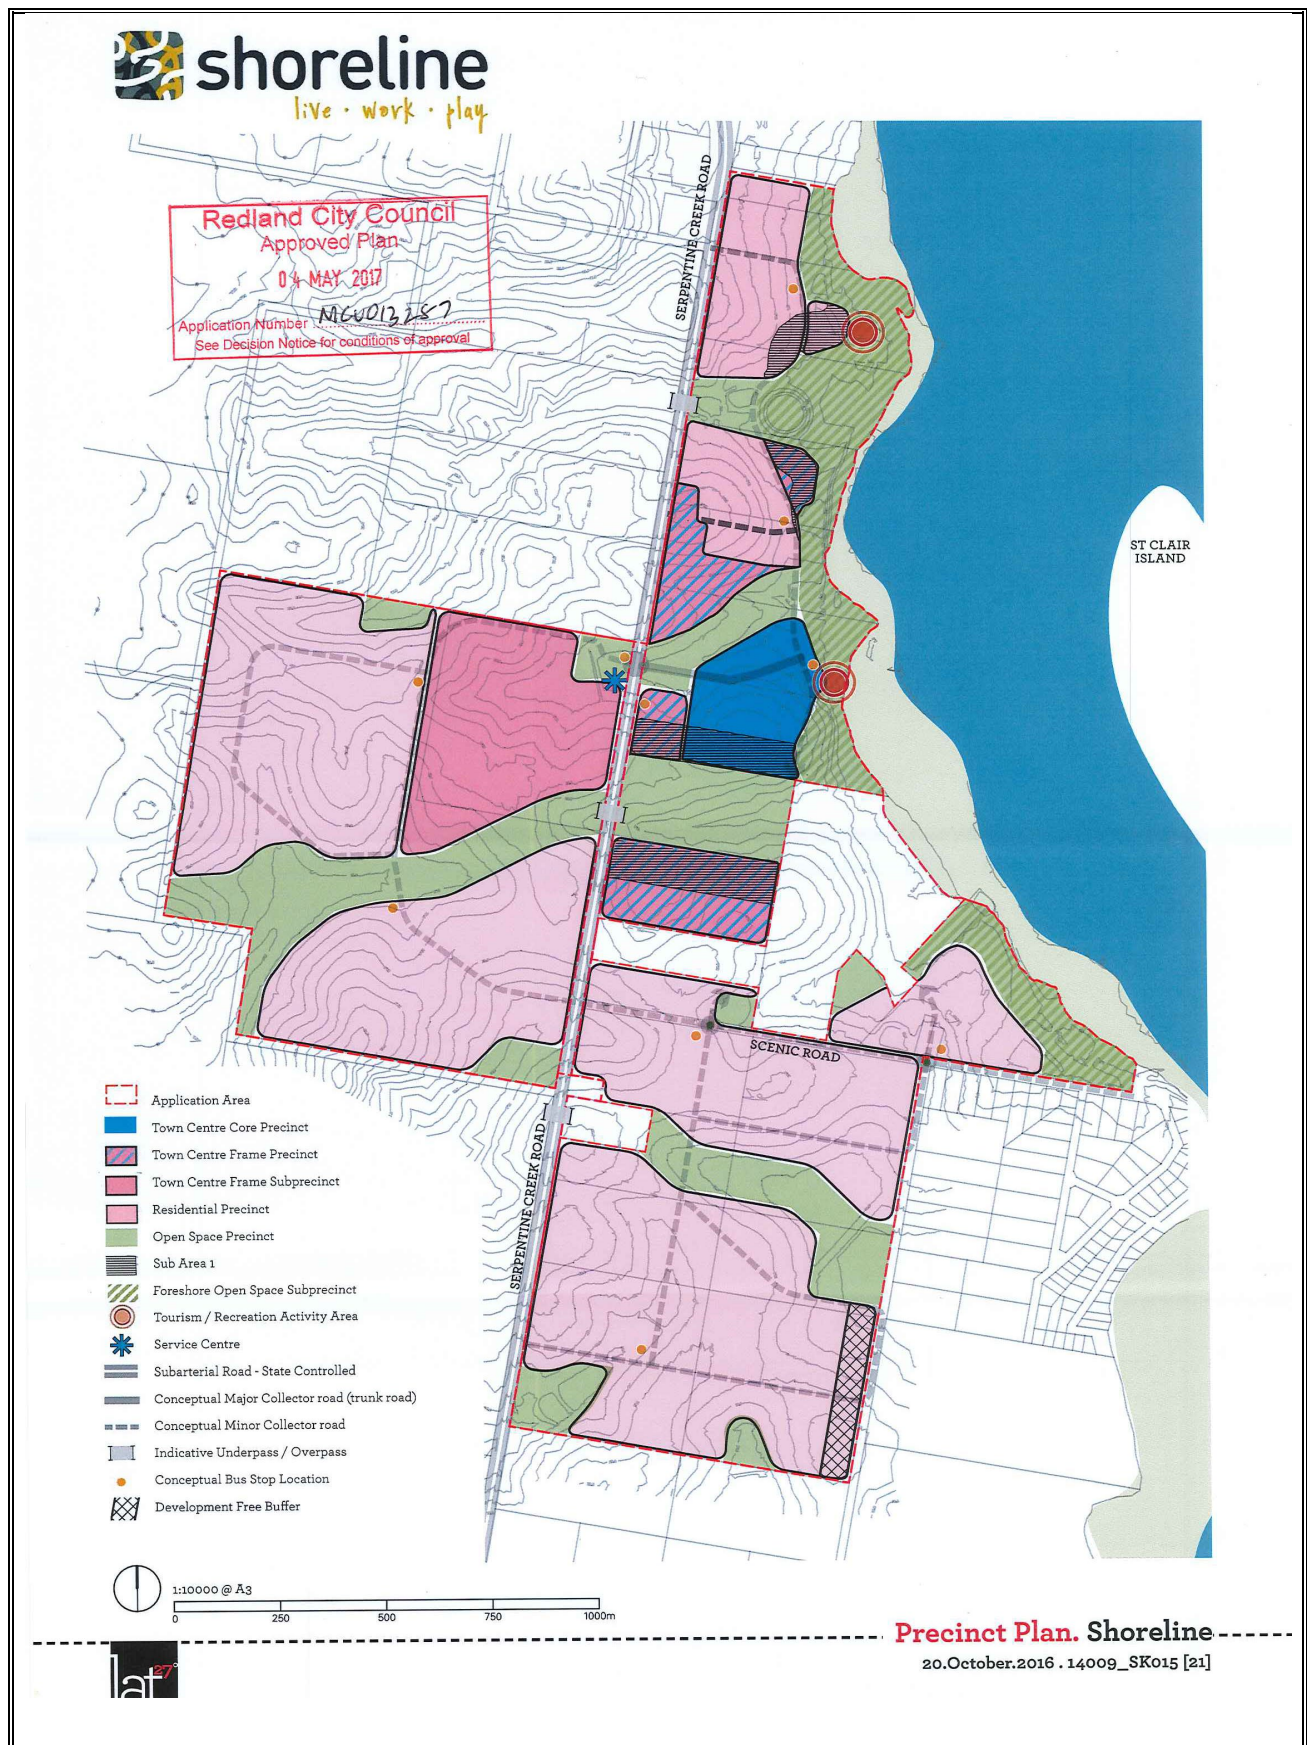 shoreline
live · work · play
Redland City Council
Approved Plan
04 MAY 2017
Application Number MCU013287
See Decision Notice for conditions of approval
SERPENTINE CREEK ROAD
ST CLAIR
ISLAND
SCENIC ROAD
SERPENTINE CREEK ROAD
Application Area
Town Centre Core Precinct
Town Centre Frame Precinct
Town Centre Frame Subprecinct
Residential Precinct
Open Space Precinct
Sub Area 1
Foreshore Open Space Subprecinct
Tourism / Recreation Activity Area
Service Centre
Subarterial Road - State Controlled
Conceptual Major Collector road (trunk road)
Conceptual Minor Collector road
Indicative Underpass / Overpass
Conceptual Bus Stop Location
Development Free Buffer
1:10000 @ A3
0 250 500 750 1000m
Precinct Plan. Shoreline
20.October.2016 . 14009_SK015 [21]
lat27°